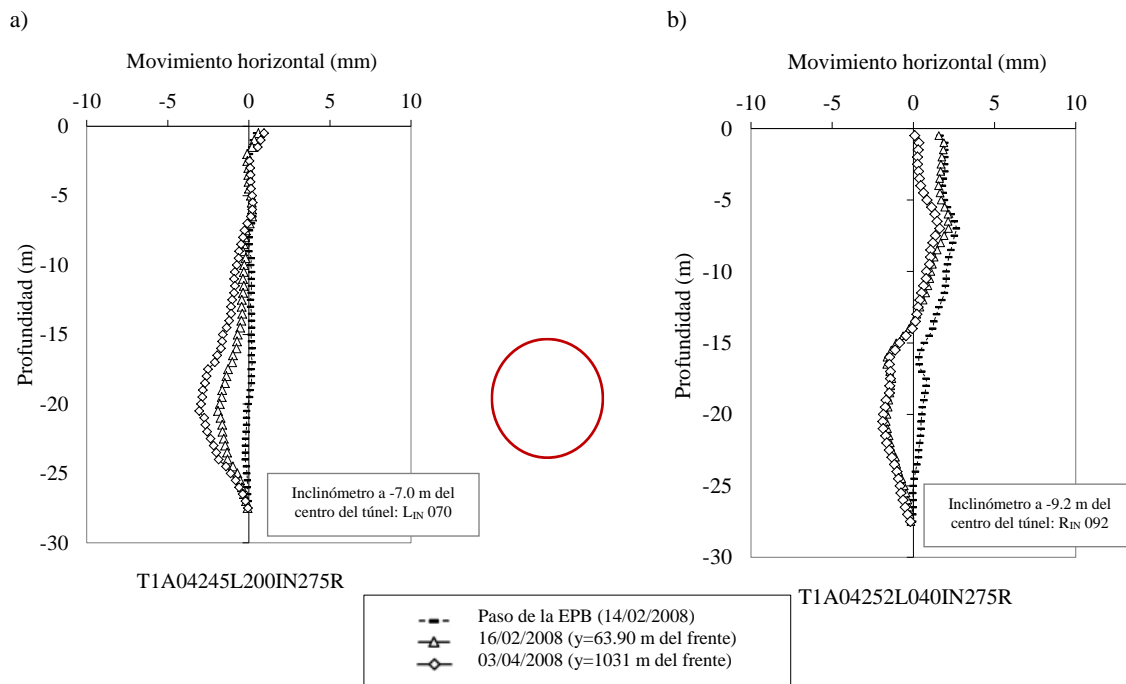 a)
Movimiento horizontal (mm)
-10 -5 0 5 10
0
-5
-10
-15
-20
-25
-30
Profundidad (m)
Inclinómetro a -7.0 m del
centro del túnel: LIN 070
T1A04245L200IN275R
b)
Movimiento horizontal (mm)
-10 -5 0 5 10
0
-5
-10
-15
-20
-25
-30
Profundidad (m)
Inclinómetro a -9.2 m del
centro del túnel: RIN 092
T1A04252L040IN275R
Paso de la EPB (14/02/2008)
16/02/2008 (y=63.90 m del frente)
03/04/2008 (y=1031 m del frente)